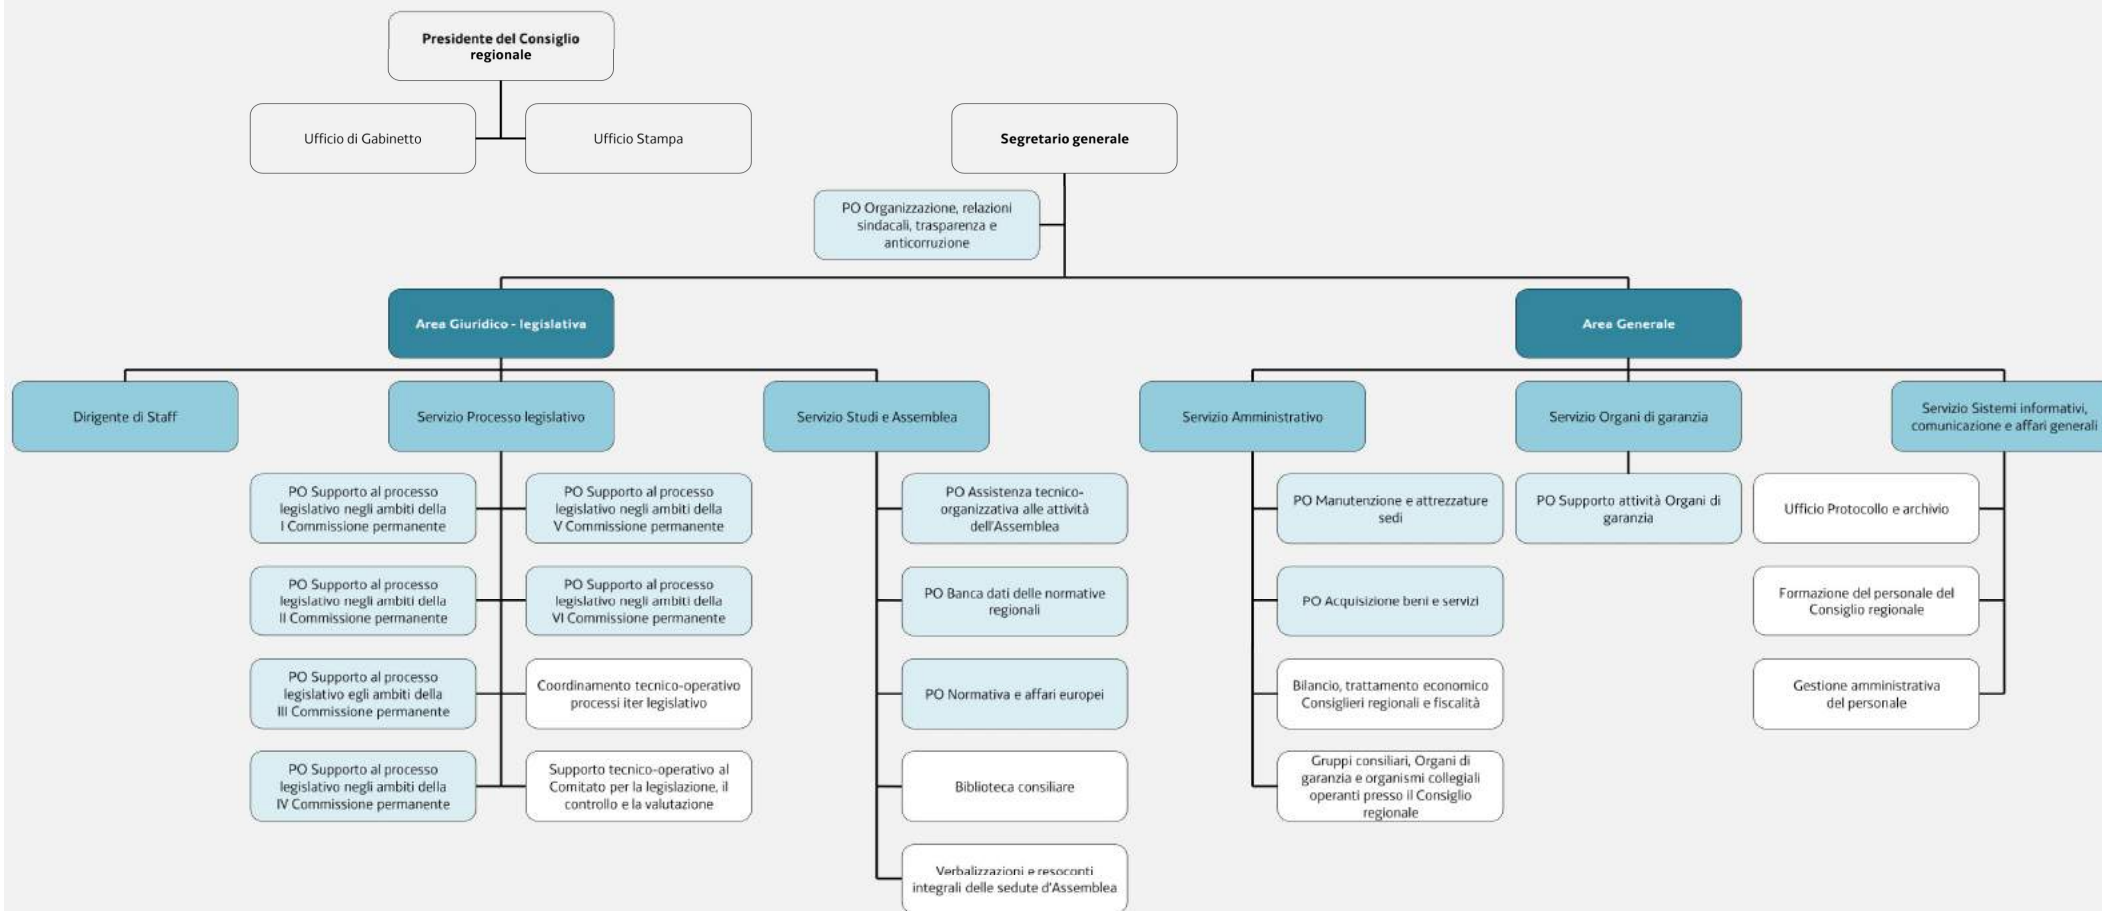 Presidente del Consiglio
regionale
Ufficio di Gabinetto
Ufficio Stampa
Segretario generale
PO Organizzazione, relazioni
sindacali, trasparenza e
anticorruzione
Area Giuridico - legislativa
Area Generale
Dirigente di Staff
Servizio Processo legislativo
Servizio Studi e Assemblea
Servizio Amministrativo
Servizio Organi di garanzia
Servizio Sistemi informativi,
comunicazione e affari generali
PO Supporto al processo
legislativo negli ambiti della
I Commissione permanente
PO Supporto al processo
legislativo negli ambiti della
V Commissione permanente
PO Supporto al processo
legislativo negli ambiti della
II Commissione permanente
PO Supporto al processo
legislativo negli ambiti della
VI Commissione permanente
PO Supporto al processo
legislativo egli ambiti della
III Commissione permanente
Coordinamento tecnico-operativo
processi iter legislativo
PO Supporto al processo
legislativo negli ambiti della
IV Commissione permanente
Supporto tecnico-operativo al
Comitato per la legislazione, il
controllo e la valutazione
PO Assistenza tecnico-
organizzativa alle attività
dell'Assemblea
PO Banca dati delle normative
regionali
PO Normativa e affari europei
Biblioteca consiliare
Verbalizzazioni e resoconti
integrali delle sedute d'Assemblea
PO Manutenzione e attrezzature
sedi
PO Acquisizione beni e servizi
Bilancio, trattamento economico
Consiglieri regionali e fiscalità
Gruppi consiliari, Organi di
garanzia e organismi collegiali
operanti presso il Consiglio
regionale
PO Supporto attività Organi di
garanzia
Ufficio Protocollo e archivio
Formazione del personale del
Consiglio regionale
Gestione amministrativa
del personale